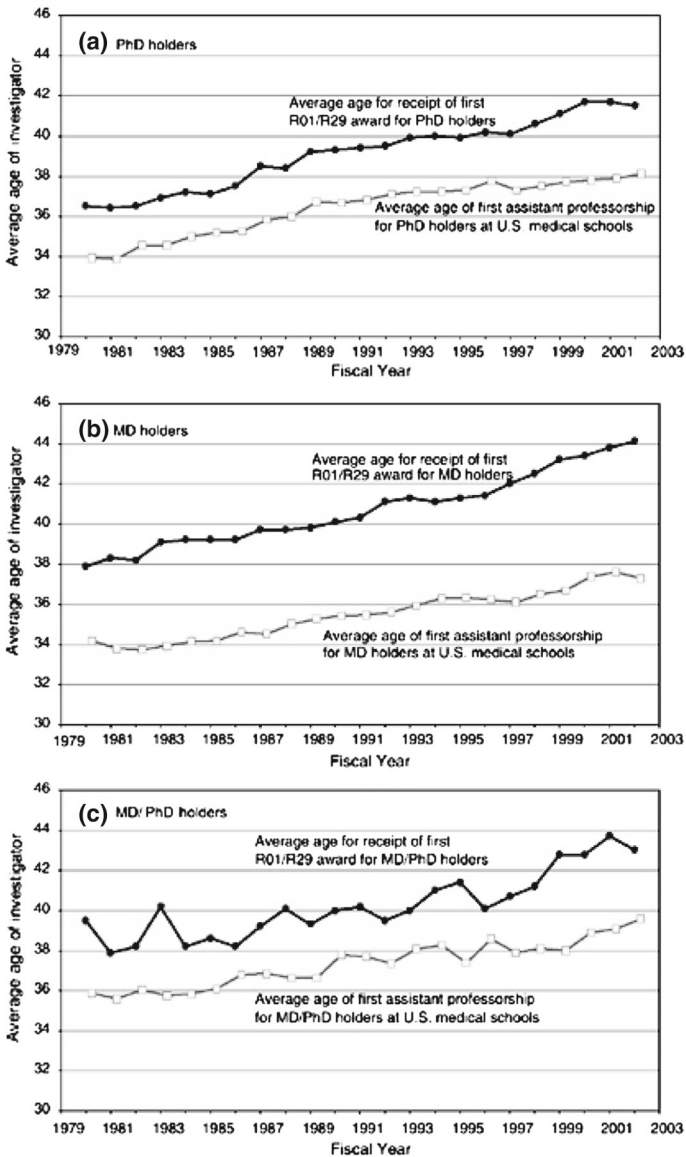 (a) PhD holders
Average age for receipt of first
R01/R29 award for PhD holders
Average age of first assistant professorship
for PhD holders at U.S. medical schools
Average age of investigator
46
44
42
40
38
36
34
32
30
1979 1981 1983 1985 1987 1989 1991 1993 1995 1997 1999 2001 2003
Fiscal Year
(b) MD holders
Average age for receipt of first
R01/R29 award for MD holders
Average age of first assistant professorship
for MD holders at U.S. medical schools
Average age of investigator
46
44
42
40
38
36
34
32
30
1979 1981 1983 1985 1987 1989 1991 1993 1995 1997 1999 2001 2003
Fiscal Year
(c) MD/ PhD holders
Average age for receipt of first
R01/R29 award for MD/PhD holders
Average age of first assistant professorship
for MD/PhD holders at U.S. medical schools
Average age of investigator
46
44
42
40
38
36
34
32
30
1979 1981 1983 1985 1987 1989 1991 1993 1995 1997 1999 2001 2003
Fiscal Year